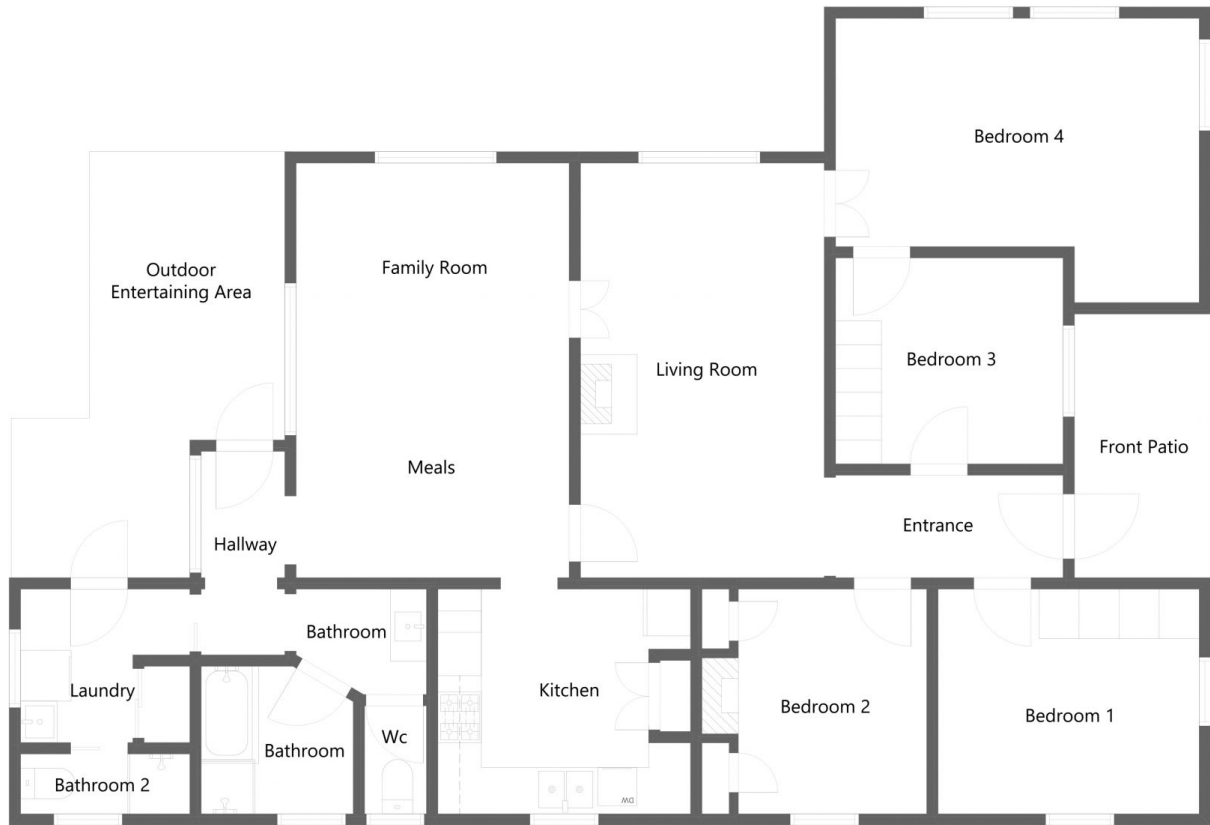 Bedroom 4
Outdoor
Entertaining Area
Family Room
Living Room
Bedroom 3
Front Patio
Meals
Entrance
Hallway
Bathroom
Laundry
Kitchen
Bedroom 2
Bedroom 1
Wc
Bathroom
Bathroom 2
DW